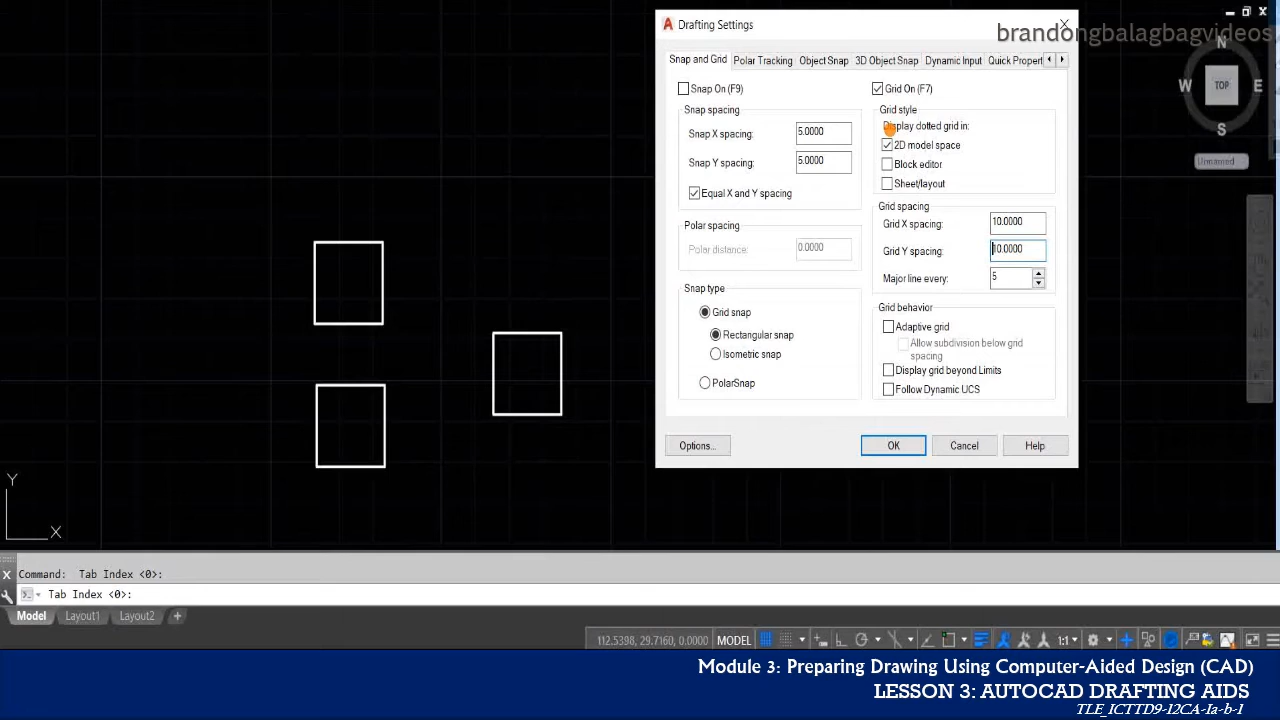 Drafting Settings
brandongbalagbagvideos
Snap and Grid Polar Tracking Object Snap 3D Object Snap Dynamic Input Quick Propert
Snap On (F9)
Snap spacing
Snap X spacing: 5.0000
Snap Y spacing: 5.0000
Equal X and Y spacing
Polar spacing
Polar distance: 0.0000
Snap type
Grid snap
Rectangular snap
Isometric snap
PolarSnap
Grid On (F7)
Grid style
Display dotted grid in:
2D model space
Block editor
Sheet/layout
Grid spacing
Grid X spacing: 10.0000
Grid Y spacing: 10.0000
Major line every: 5
Grid behavior
Adaptive grid
Allow subdivision below grid
spacing
Display grid beyond Limits
Follow Dynamic UCS
Options... OK Cancel Help
N
W TOP E
S
Unnamed
Y
X
Command: Tab Index <0>:
Tab Index <0>:
Model Layout1 Layout2 +
112.5398, 29.7160, 0.0000 MODEL 1:1
Module 3: Preparing Drawing Using Computer-Aided Design (CAD)
LESSON 3: AUTOCAD DRAFTING AIDS
TLE_ICTTD9-12CA-Ia-b-1